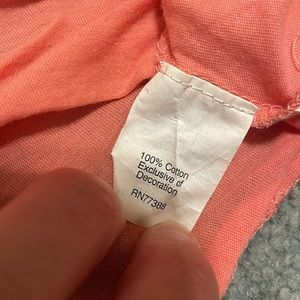 100% Cotton
Exclusive of
Decoration
RN77388